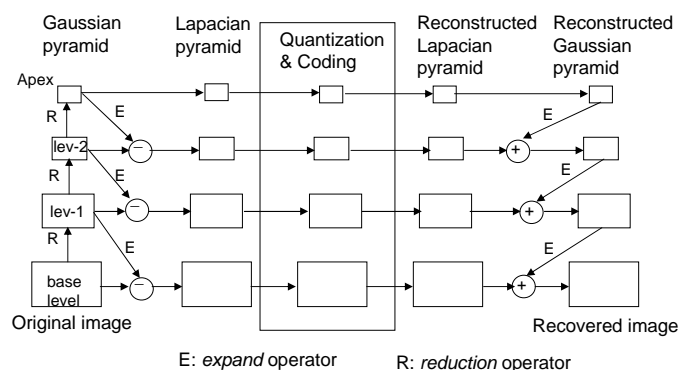 Gaussian
pyramid
Lapacian
pyramid
Quantization
& Coding
Reconstructed
Lapacian
pyramid
Reconstructed
Gaussian
pyramid
Apex
E
R
E
lev-2
−
+
R
E
E
lev-1
−
+
R
E
E
base
level
−
+
Original image
Recovered image
E: expand operator
R: reduction operator